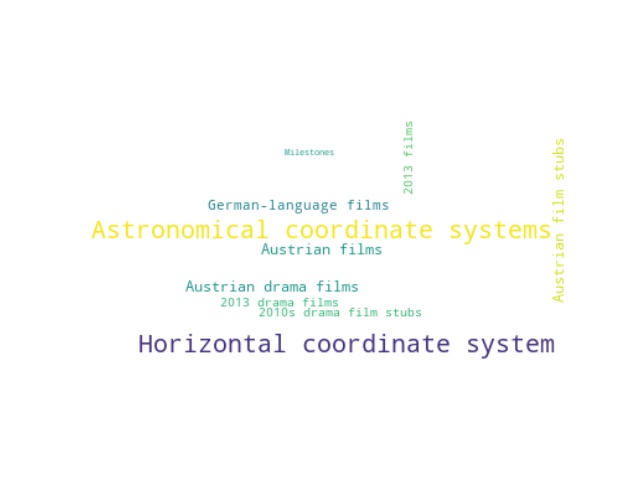 Milestones
2013 films
Austrian film stubs
German-language films
Astronomical coordinate systems
Austrian films
Austrian drama films
2013 drama films
2010s drama film stubs
Horizontal coordinate system